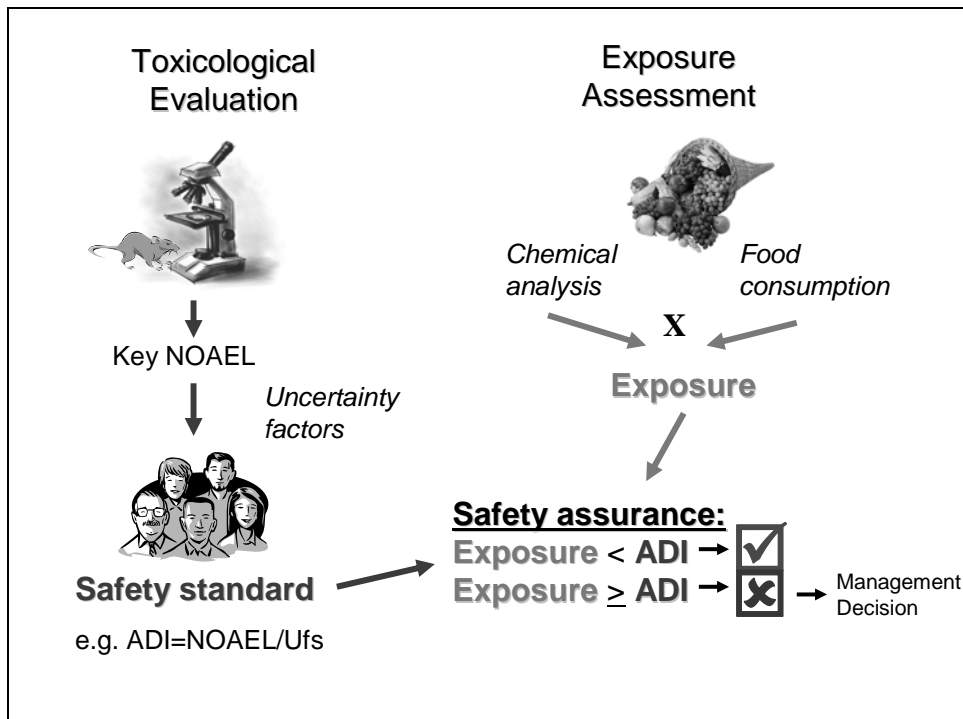 Toxicological
Evaluation
Key NOAEL
Uncertainty
factors
Safety standard
e.g. ADI=NOAEL/Ufs
Exposure
Assessment
Chemical
analysis
Food
consumption
X
Exposure
Safety assurance:
Exposure < ADI
Exposure ≥ ADI
Management
Decision